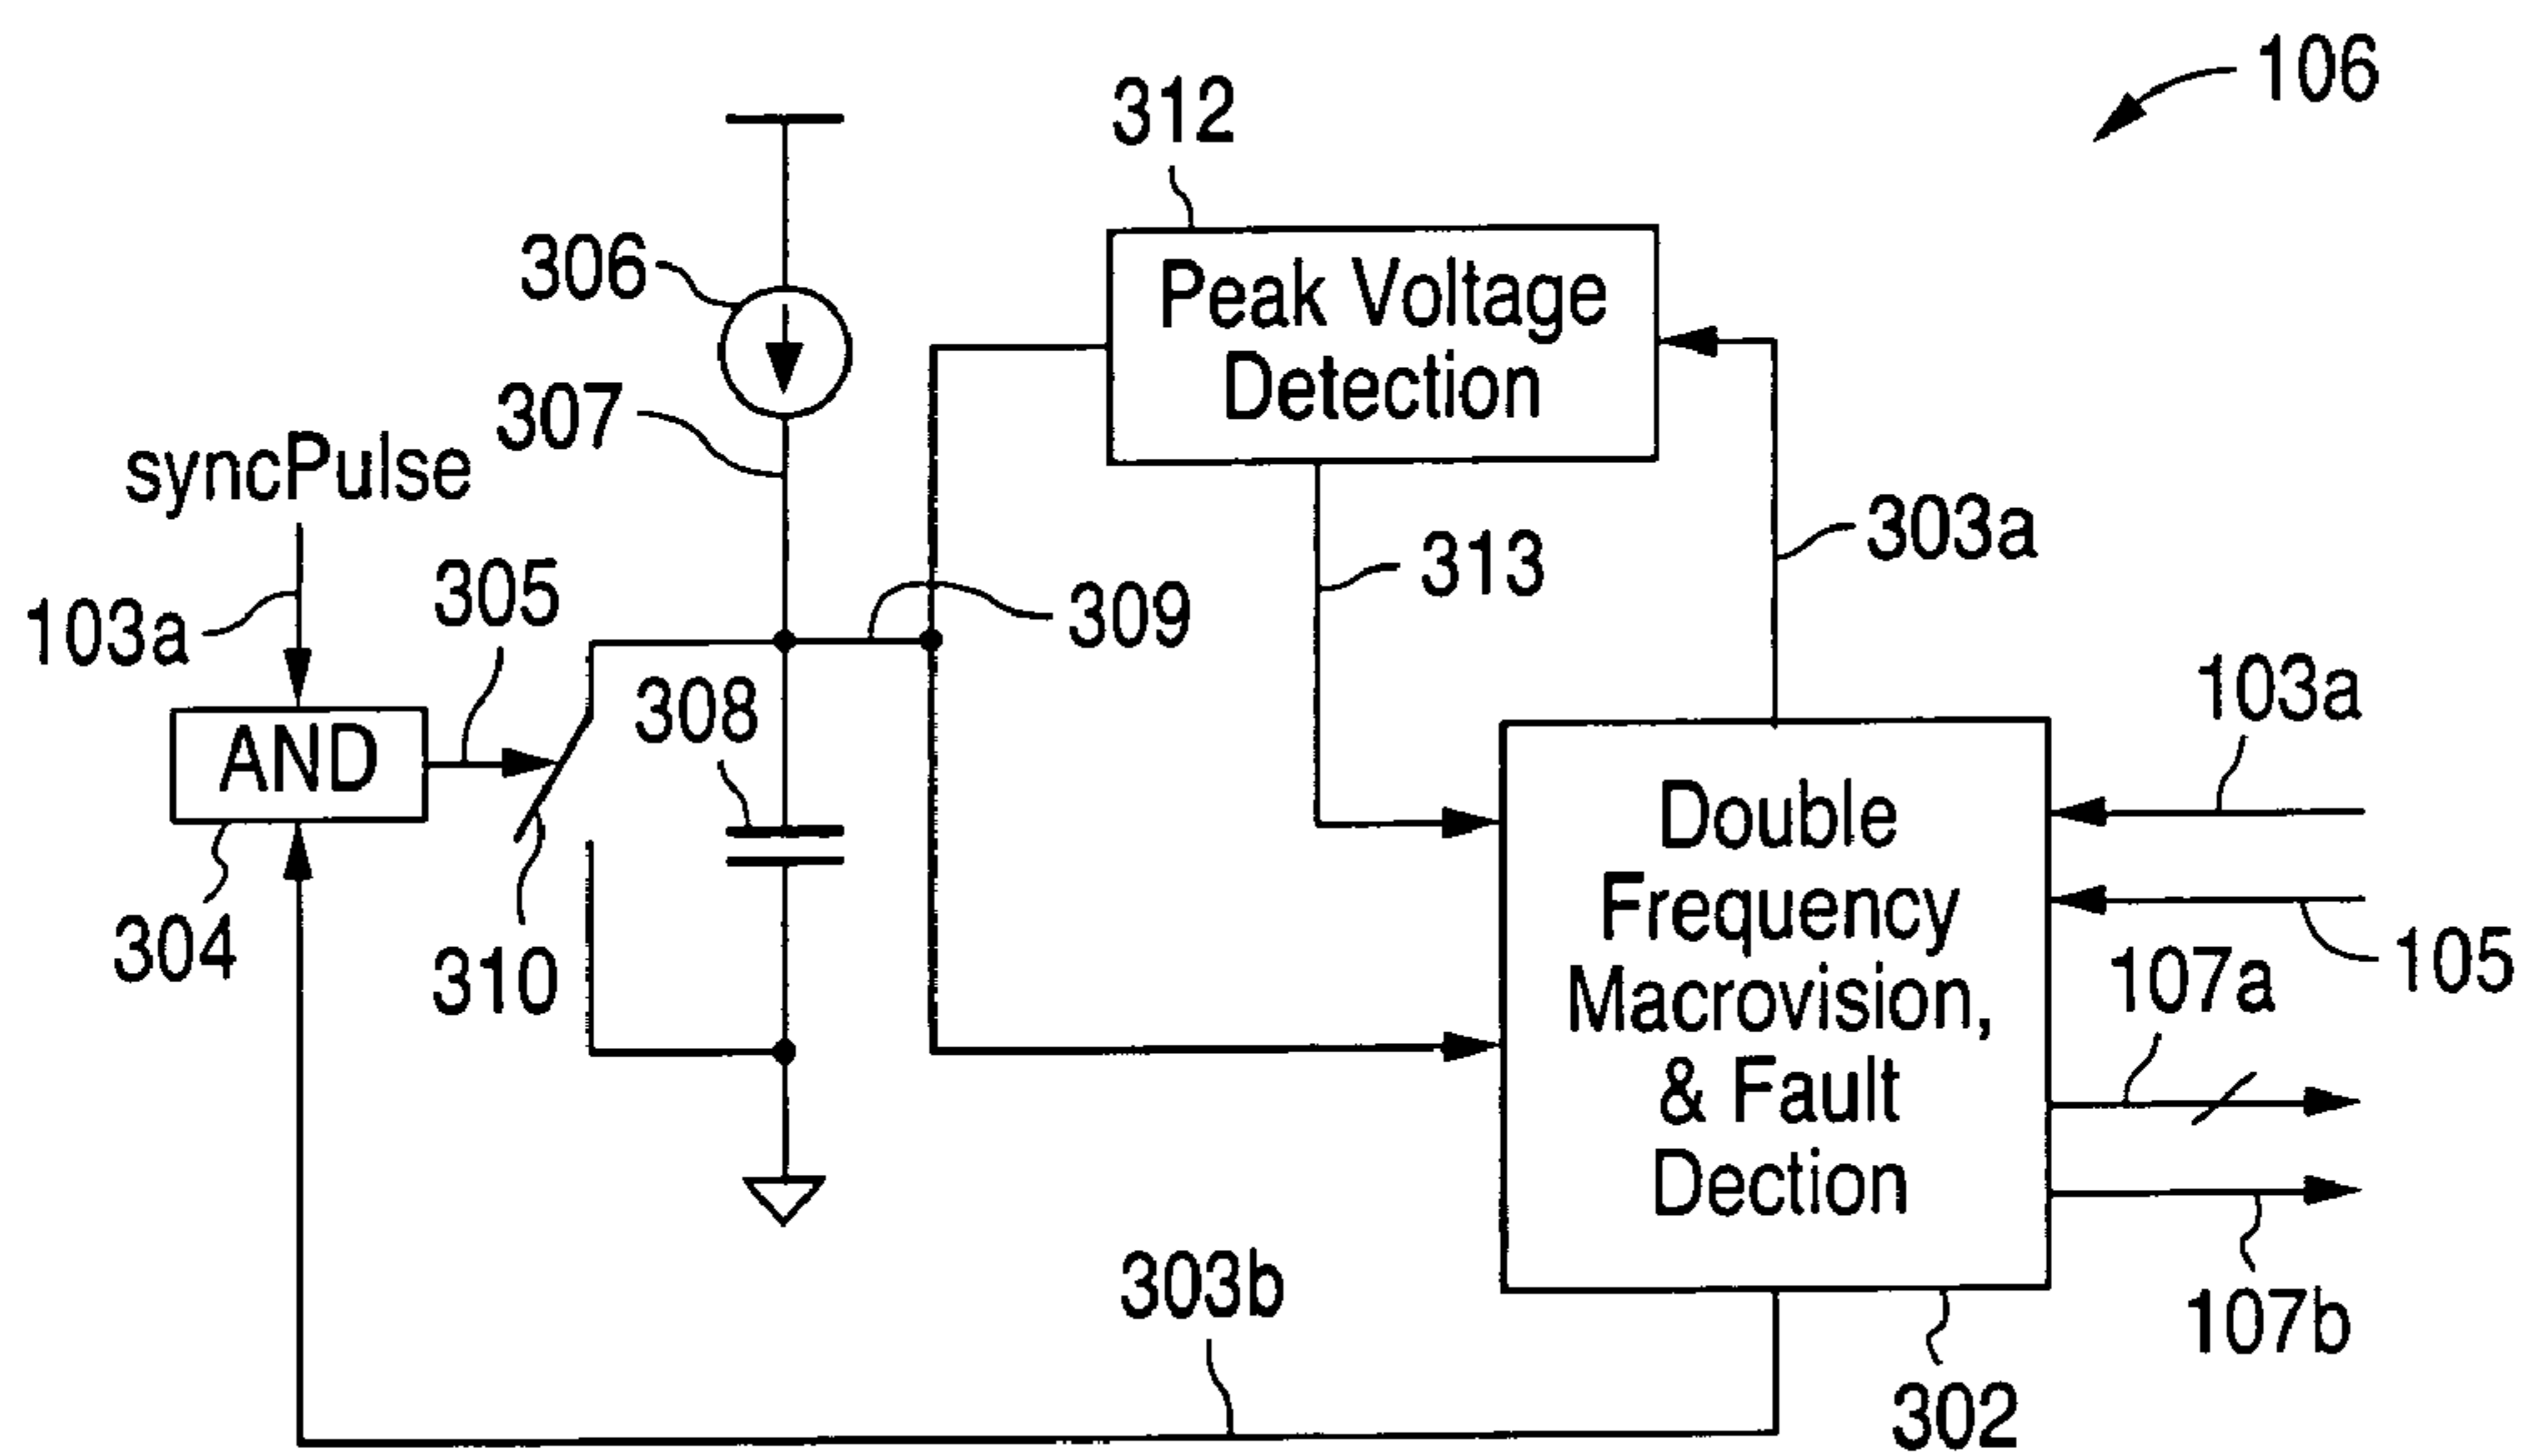 106
312
306
Peak Voltage
Detection
307
syncPulse
303a
313
305
309
103a
103a
308
AND
Double
Frequency
Macrovision,
& Fault
Dection
105
107a
304
310
303b
107b
302